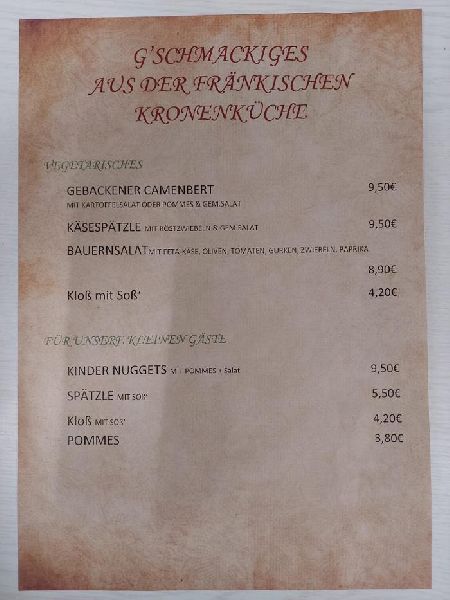 G'SCHMACKIGES
AUS DER FRÄNKISCHEN
KRONENKÜCHE
VEGETARISCHES
GEBACKENER CAMENBERT 9,50€
MIT KARTOFFELSALAT ODER POMMES & GEM.SALAT
KÄSESPÄTZLE MIT RÖSTZWIEBELN & GEM.SALAT 9.50€
BAUERNSALAT MIT FETA KÄSE, OLIVEN, TOMATEN, GURKEN, ZWIEBELN, PAPRIKA
8,90€
Kloß mit Soß' 4,20€
FÜR UNSERE KLEINEN GÄSTE
KINDER NUGGETS MIT POMMES + Salat 9,50€
SPÄTZLE MIT SOß' 5,50€
Kloß MIT SOß' 4,20€
POMMES 3,80€